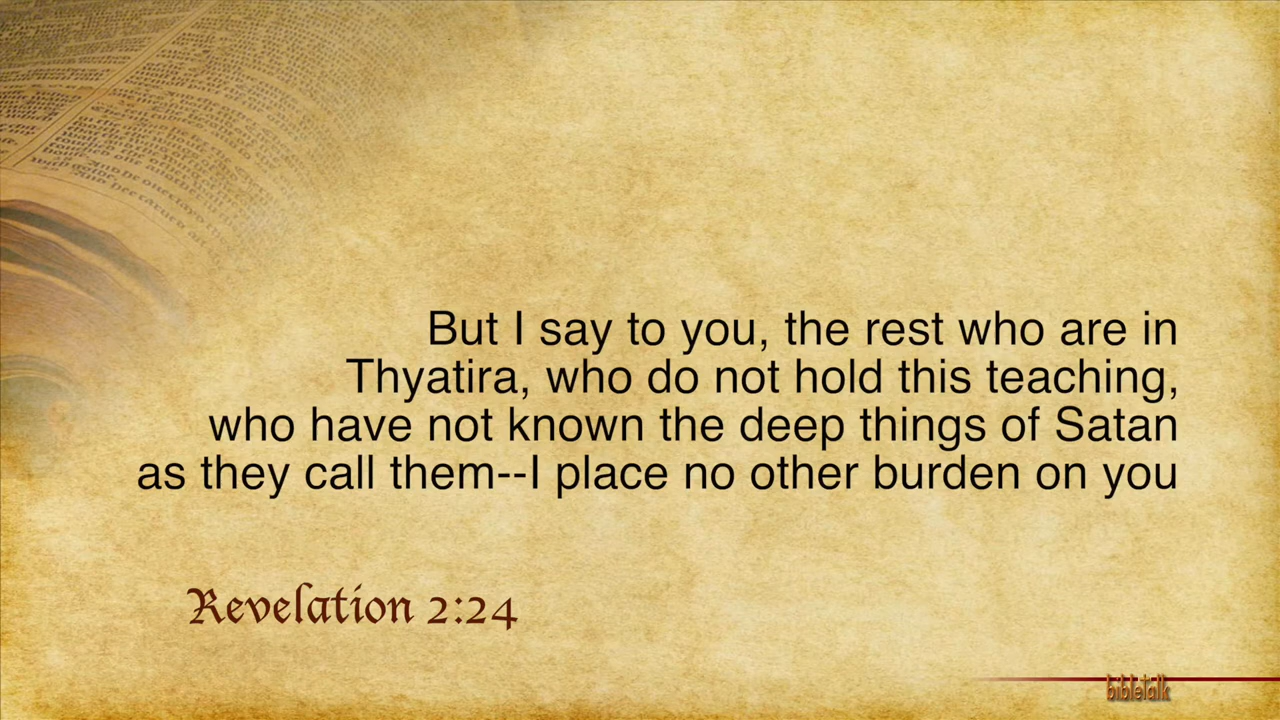 But I say to you, the rest who are in
Thyatira, who do not hold this teaching,
who have not known the deep things of Satan
as they call them--I place no other burden on you
Revelation 2:24
bibletalk